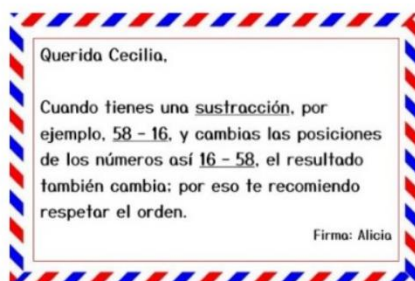 Querida Cecilia,
Cuando tienes una sustracción, por
ejemplo, 58 - 16, y cambias las posiciones
de los números así 16 - 58, el resultado
también cambia; por eso te recomiendo
respetar el orden.
Firma: Alicia